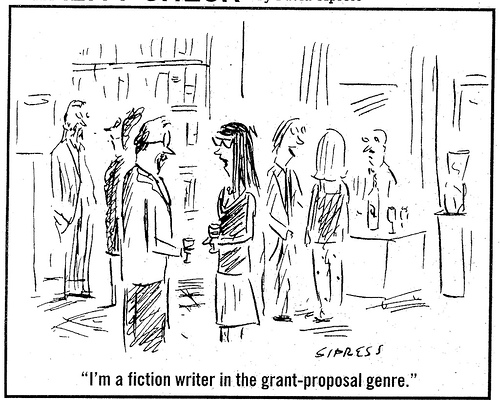 SIPRESS
"I'm a fiction writer in the grant-proposal genre."